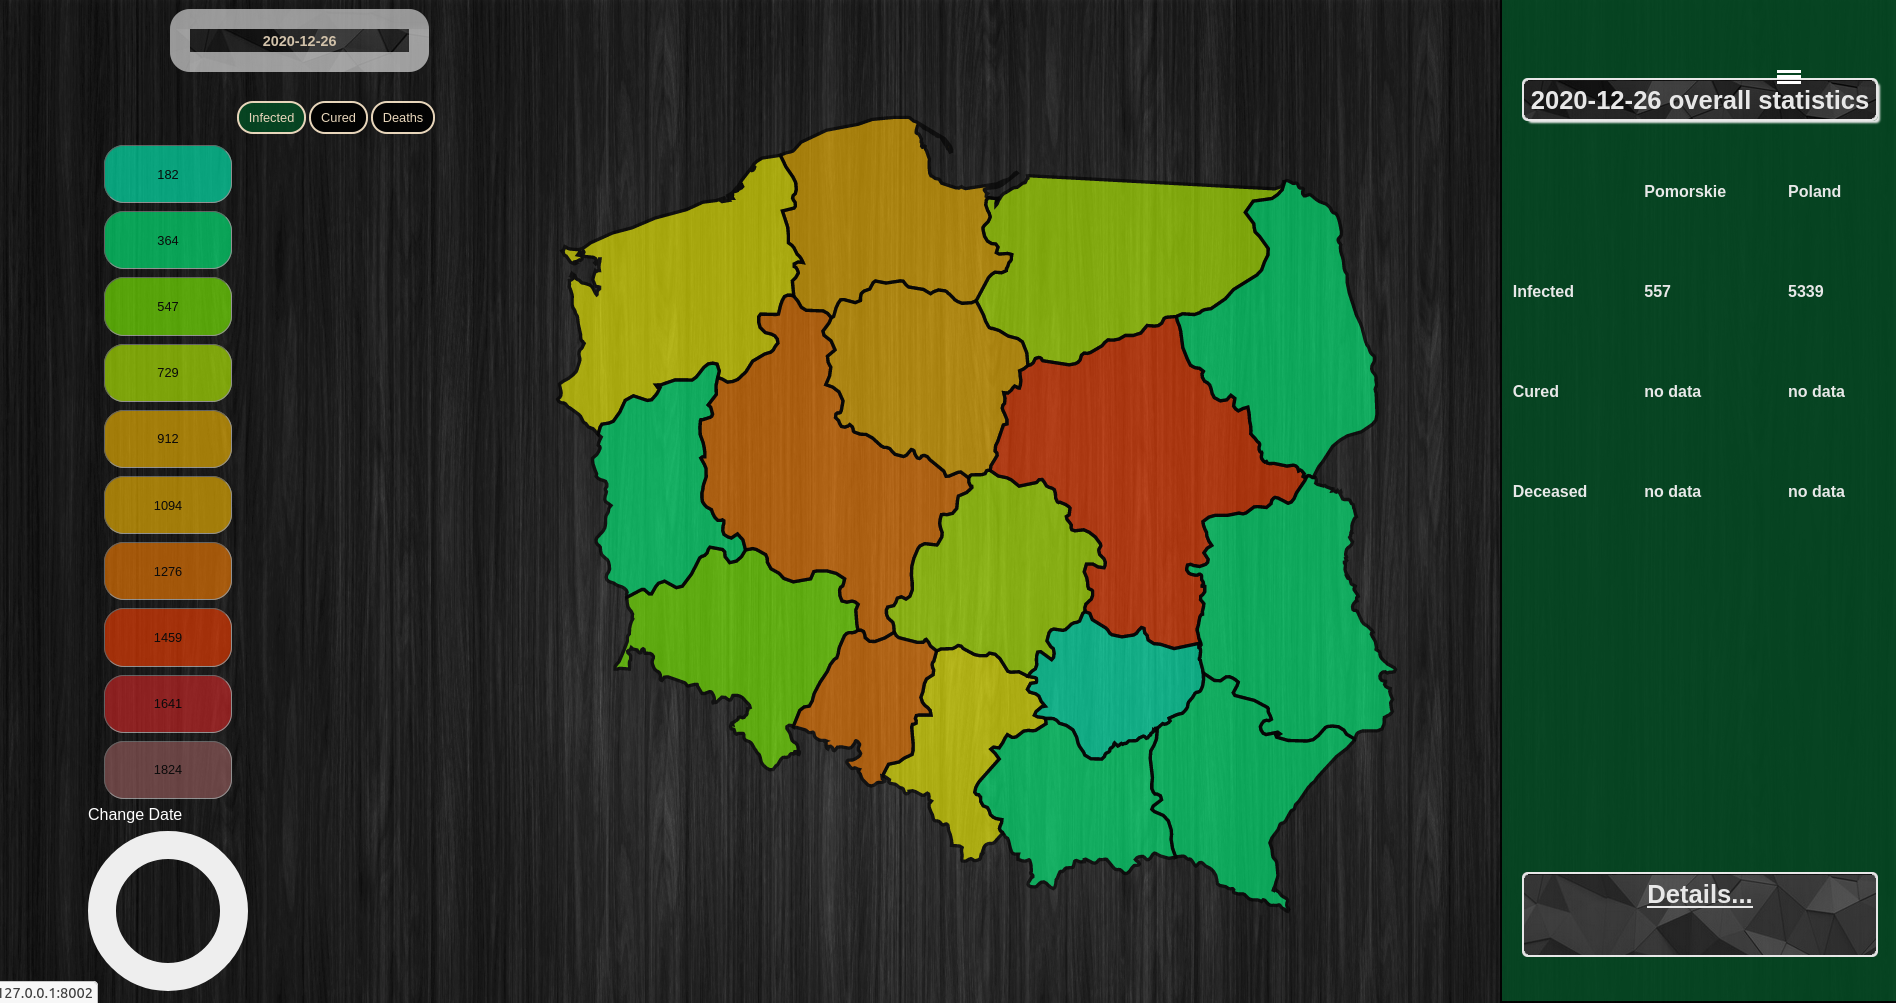 2020-12-26
Infected Cured Deaths
182
364
547
729
912
1094
1276
1459
1641
1824
Change Date
127.0.0.1:8002
2020-12-26 overall statistics
Pomorskie Poland
Infected 557 5339
Cured no data no data
Deceased no data no data
Details...